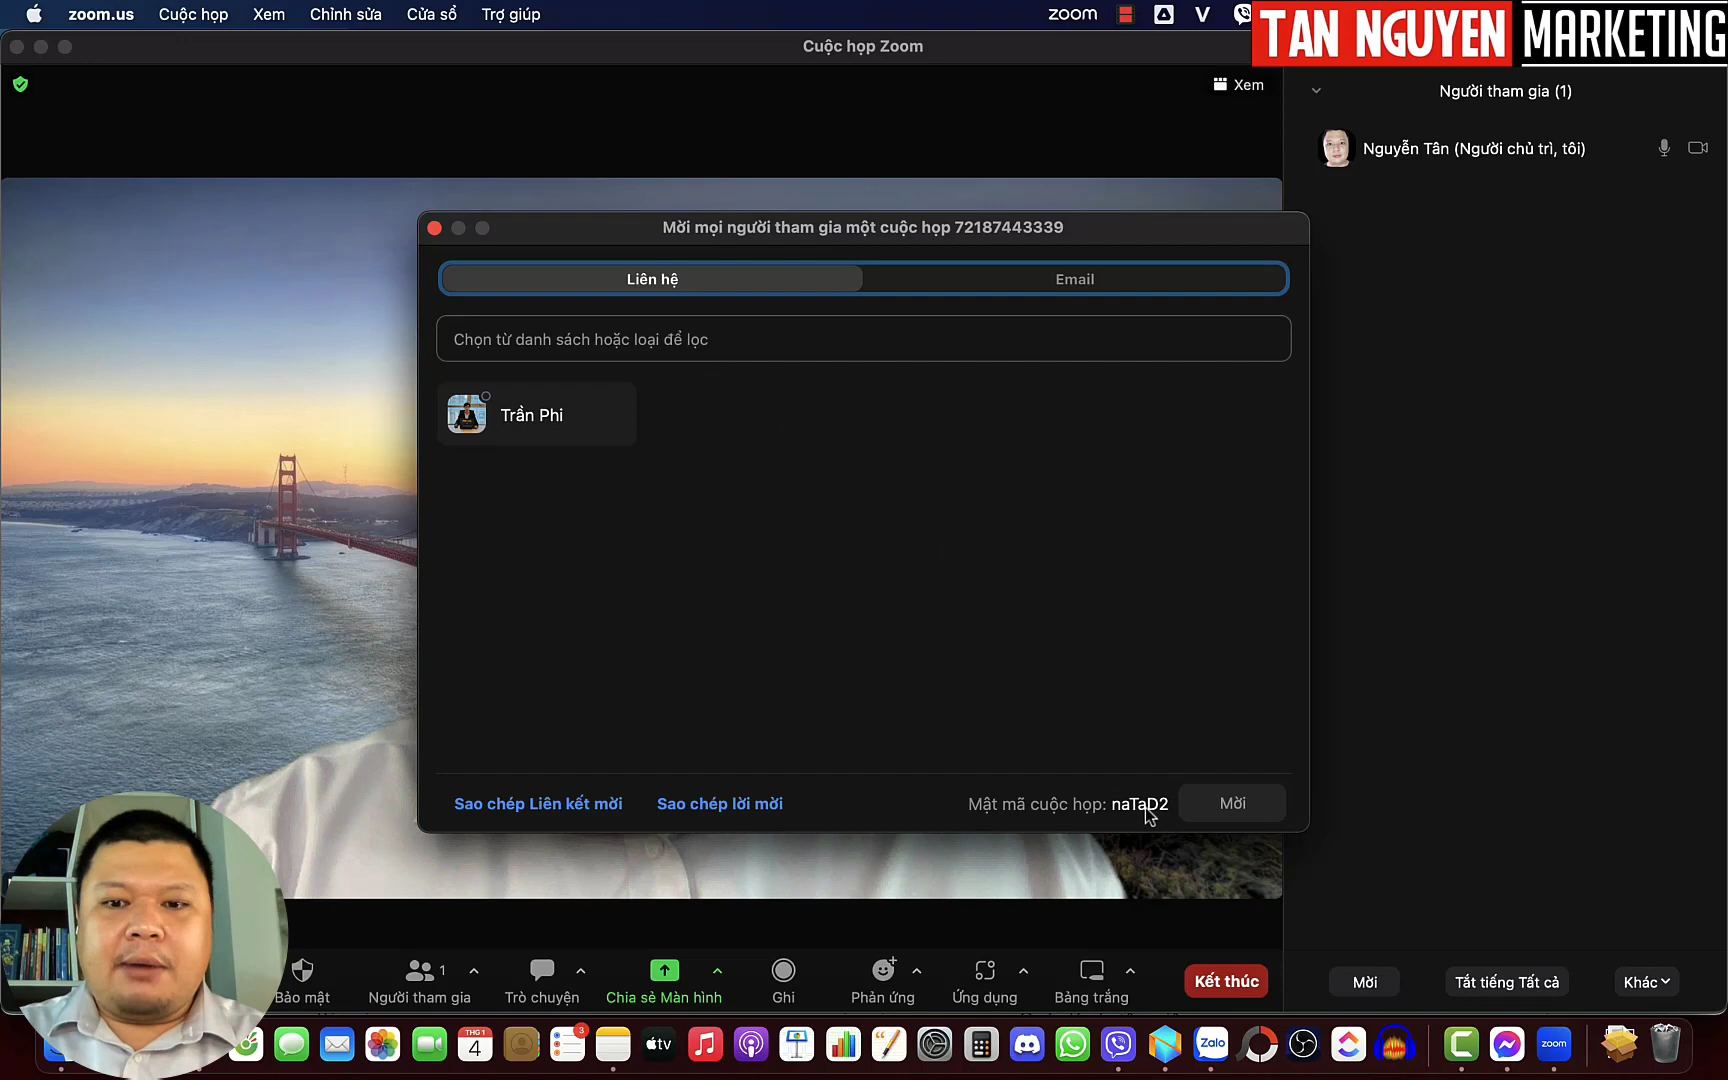 zoom.us Cuộc họp Xem Chỉnh sửa Cửa sổ Trợ giúp zoom
TAN NGUYEN MARKETING
Cuộc họp Zoom
Xem
Người tham gia (1)
Nguyễn Tân (Người chủ trì, tôi)
Mời mọi người tham gia một cuộc họp 72187443339
Liên hệ Email
Chọn từ danh sách hoặc loại để lọc
Trần Phi
Sao chép Liên kết mời Sao chép lời mời Mật mã cuộc họp: naTaD2 Mời
1
Bảo mật Người tham gia Trò chuyện Chia sẻ Màn hình Ghi Phản ứng Ứng dụng Bảng trắng Kết thúc
Mời Tắt tiếng Tất cả Khác
THG 1
4
3
tv
Zalo
zoom